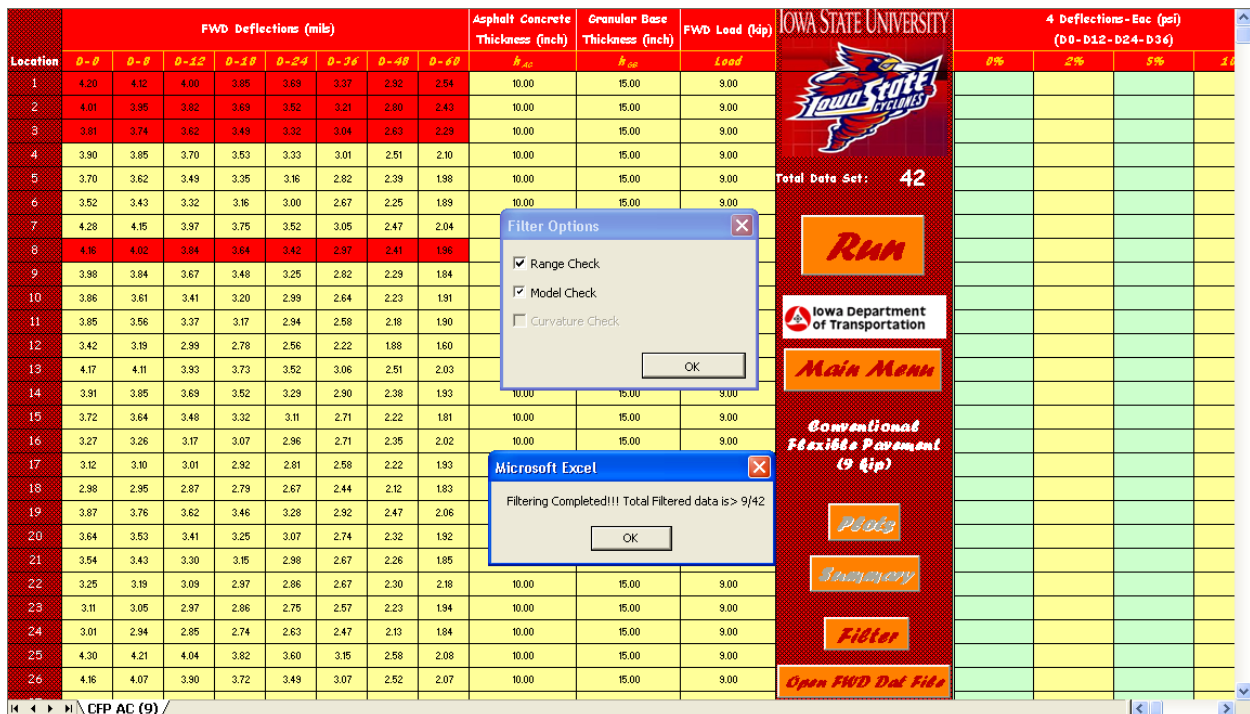 FWD Deflections (mils)
Asphalt Concrete Thickness (inch)
Granular Base Thickness (inch)
FWD Load (kip)
IOWA STATE UNIVERSITY
4 Deflections-Eac (psi)
(D0-D12-D24-D36)
Location D-0 D-8 D-12 D-18 D-24 D-36 D-48 D-60 h AC h GB Load 0% 2% 5% 10
1 4.20 4.12 4.00 3.85 3.69 3.37 2.92 2.54 10.00 15.00 9.00
2 4.01 3.95 3.82 3.69 3.52 3.21 2.80 2.43 10.00 15.00 9.00
3 3.81 3.74 3.62 3.49 3.32 3.04 2.63 2.29 10.00 15.00 9.00
Iowa State
CYCLONES
4 3.90 3.85 3.70 3.53 3.33 3.01 2.51 2.10 10.00 15.00 9.00
5 3.70 3.62 3.49 3.35 3.16 2.82 2.39 1.98 10.00 15.00 9.00
Total Data Set: 42
6 3.52 3.43 3.32 3.16 3.00 2.67 2.25 1.89 10.00 15.00 9.00
7 4.28 4.15 3.97 3.75 3.52 3.05 2.47 2.04
8 4.16 4.02 3.84 3.64 3.42 2.97 2.41 1.96
9 3.98 3.84 3.67 3.48 3.25 2.82 2.29 1.84
10 3.86 3.61 3.41 3.20 2.99 2.64 2.23 1.91
11 3.85 3.56 3.37 3.17 2.94 2.58 2.18 1.90
12 3.42 3.19 2.99 2.78 2.56 2.22 1.88 1.60
13 4.17 4.11 3.93 3.73 3.52 3.06 2.51 2.03
Filter Options
Range Check
Model Check
Curvature Check
OK
Run
Iowa Department
of Transportation
Main Menu
14 3.91 3.85 3.69 3.52 3.29 2.90 2.38 1.93 10.00 15.00 9.00
15 3.72 3.64 3.48 3.32 3.11 2.71 2.22 1.81 10.00 15.00 9.00
16 3.27 3.26 3.17 3.07 2.96 2.71 2.35 2.02 10.00 15.00 9.00
Conventional
Flexible Pavement
(9 kip)
17 3.12 3.10 3.01 2.92 2.81 2.58 2.22 1.93
18 2.98 2.95 2.87 2.79 2.67 2.44 2.12 1.83
19 3.87 3.76 3.62 3.46 3.28 2.92 2.47 2.06
20 3.64 3.53 3.41 3.25 3.07 2.74 2.32 1.92
21 3.54 3.43 3.30 3.15 2.98 2.67 2.26 1.85
Microsoft Excel
Filtering Completed!!! Total Filtered data is> 9/42
OK
Plots
Summary
22 3.25 3.19 3.09 2.97 2.86 2.67 2.30 2.18 10.00 15.00 9.00
23 3.11 3.05 2.97 2.86 2.75 2.57 2.23 1.94 10.00 15.00 9.00
24 3.01 2.94 2.85 2.74 2.63 2.47 2.13 1.84 10.00 15.00 9.00
Filter
25 4.30 4.21 4.04 3.82 3.60 3.15 2.58 2.08 10.00 15.00 9.00
26 4.16 4.07 3.90 3.72 3.49 3.07 2.52 2.07 10.00 15.00 9.00
Open FWD Dat File
CFP AC (9)